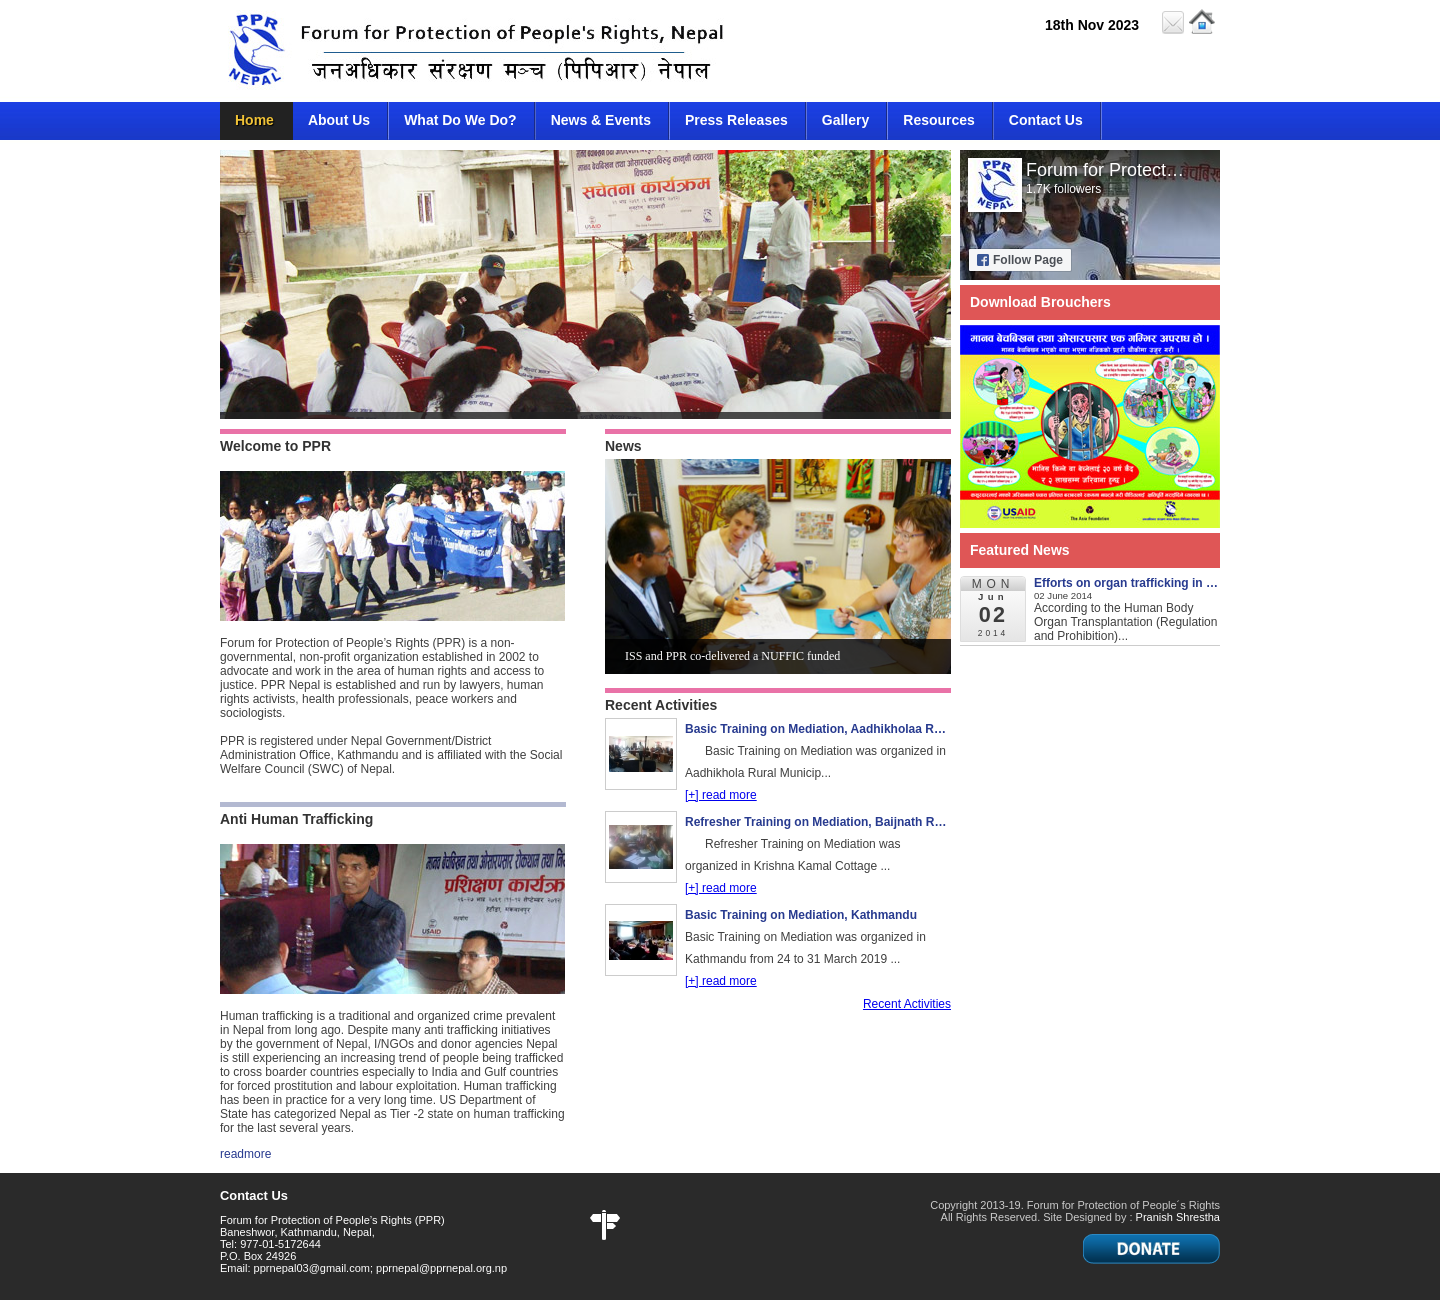 PPR
NEPAL
Forum for Protection of People's Rights, Nepal
जनअधिकार संरक्षण मञ्च (पिपिआर) नेपाल
18th Nov 2023
Home
About Us
What Do We Do?
News & Events
Press Releases
Gallery
Resources
Contact Us
सचेतना कार्यक्रम
USAID
PPR
NEPAL
Forum for Protect...
1.7K followers
Follow Page
Download Brouchers
मानव बेचबिखन तथा ओसारपसार एक गम्भिर अपराध हो ।
USAID
The Asia Foundation
Featured News
MON
Jun
02
2014
Efforts on organ trafficking in ...
02 June 2014
According to the Human Body
Organ Transplantation (Regulation
and Prohibition)...
Welcome to PPR
Forum for Protection of People’s Rights (PPR) is a non-
governmental, non-profit organization established in 2002 to
advocate and work in the area of human rights and access to
justice. PPR Nepal is established and run by lawyers, human
rights activists, health professionals, peace workers and
sociologists.
PPR is registered under Nepal Government/District
Administration Office, Kathmandu and is affiliated with the Social
Welfare Council (SWC) of Nepal.
Anti Human Trafficking
मानव बेचबिखन तथा ओसारपसार रोकथाम तथा
प्रशिक्षण कार्यक्र
USAID
Human trafficking is a traditional and organized crime prevalent
in Nepal from long ago. Despite many anti trafficking initiatives
by the government of Nepal, I/NGOs and donor agencies Nepal
is still experiencing an increasing trend of people being trafficked
to cross boarder countries especially to India and Gulf countries
for forced prostitution and labour exploitation. Human trafficking
has been in practice for a very long time. US Department of
State has categorized Nepal as Tier -2 state on human trafficking
for the last several years.
readmore
News
ISS and PPR co-delivered a NUFFIC funded
Recent Activities
Basic Training on Mediation, Aadhikholaa R...
Basic Training on Mediation was organized in
Aadhikhola Rural Municip...
[+] read more
Refresher Training on Mediation, Baijnath R...
Refresher Training on Mediation was
organized in Krishna Kamal Cottage ...
[+] read more
Basic Training on Mediation, Kathmandu
Basic Training on Mediation was organized in
Kathmandu from 24 to 31 March 2019 ...
[+] read more
Recent Activities
Contact Us
Forum for Protection of People’s Rights (PPR)
Baneshwor, Kathmandu, Nepal,
Tel: 977-01-5172644
P.O. Box 24926
Email: pprnepal03@gmail.com; pprnepal@pprnepal.org.np
Copyright 2013-19. Forum for Protection of People´s Rights
All Rights Reserved. Site Designed by : Pranish Shrestha
DONATE